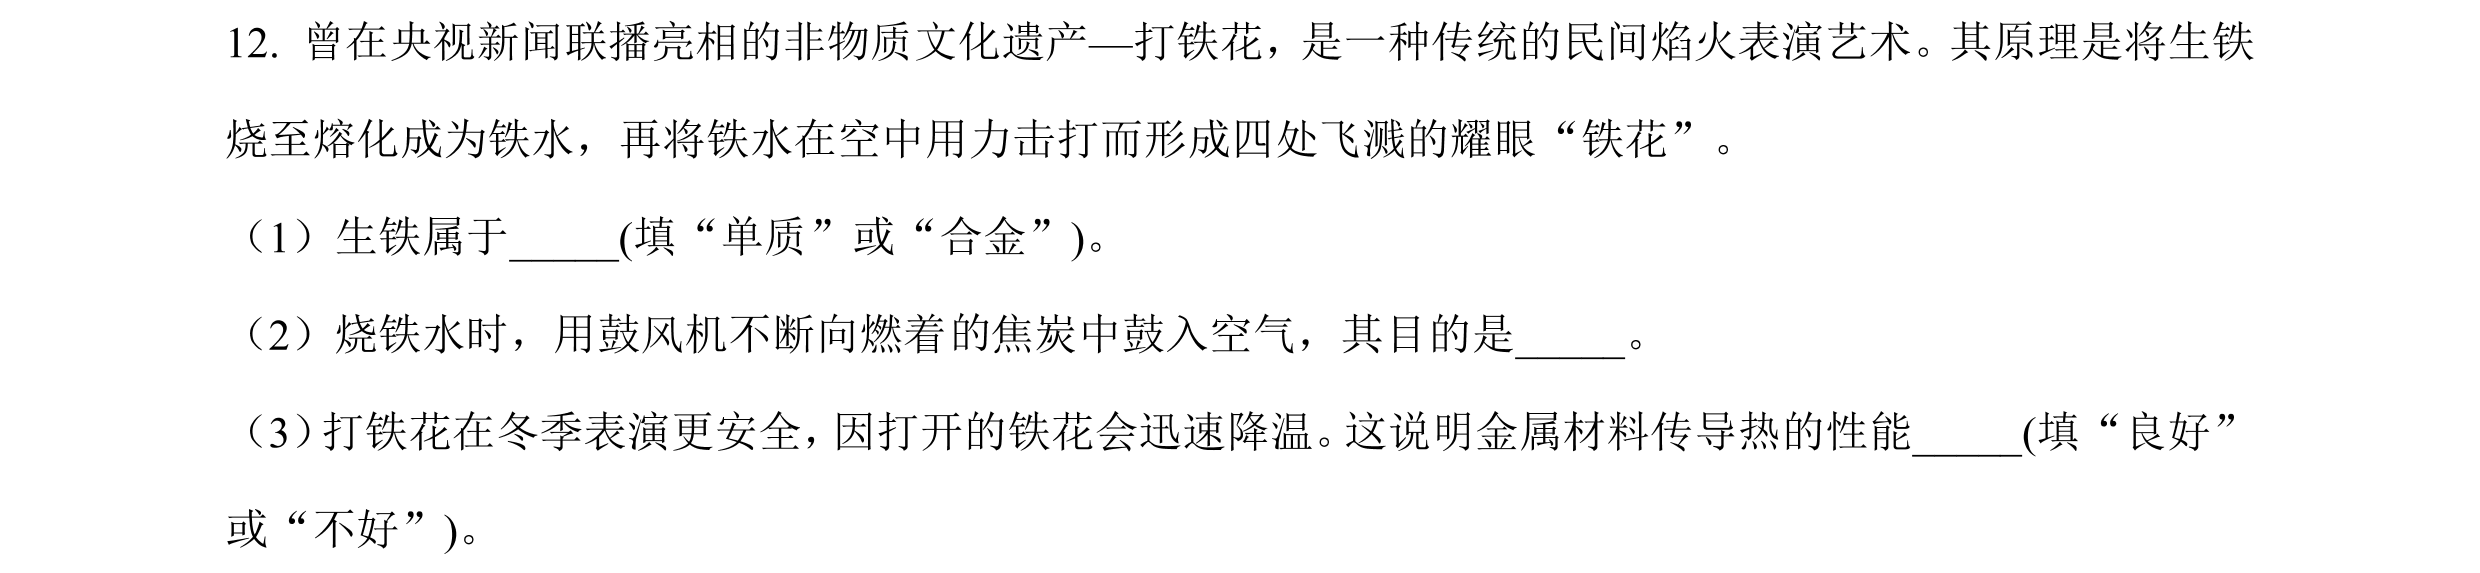 12. 曾在央视新闻联播亮相的非物质文化遗产—打铁花，是一种传统的民间焰火表演艺术。其原理是将生铁
烧至熔化成为铁水，再将铁水在空中用力击打而形成四处飞溅的耀眼“铁花”。
（1）生铁属于_____(填“单质”或“合金”)。
（2）烧铁水时，用鼓风机不断向燃着的焦炭中鼓入空气，其目的是_____。
（3）打铁花在冬季表演更安全，因打开的铁花会迅速降温。这说明金属材料传导热的性能_____(填“良好”
或“不好”)。